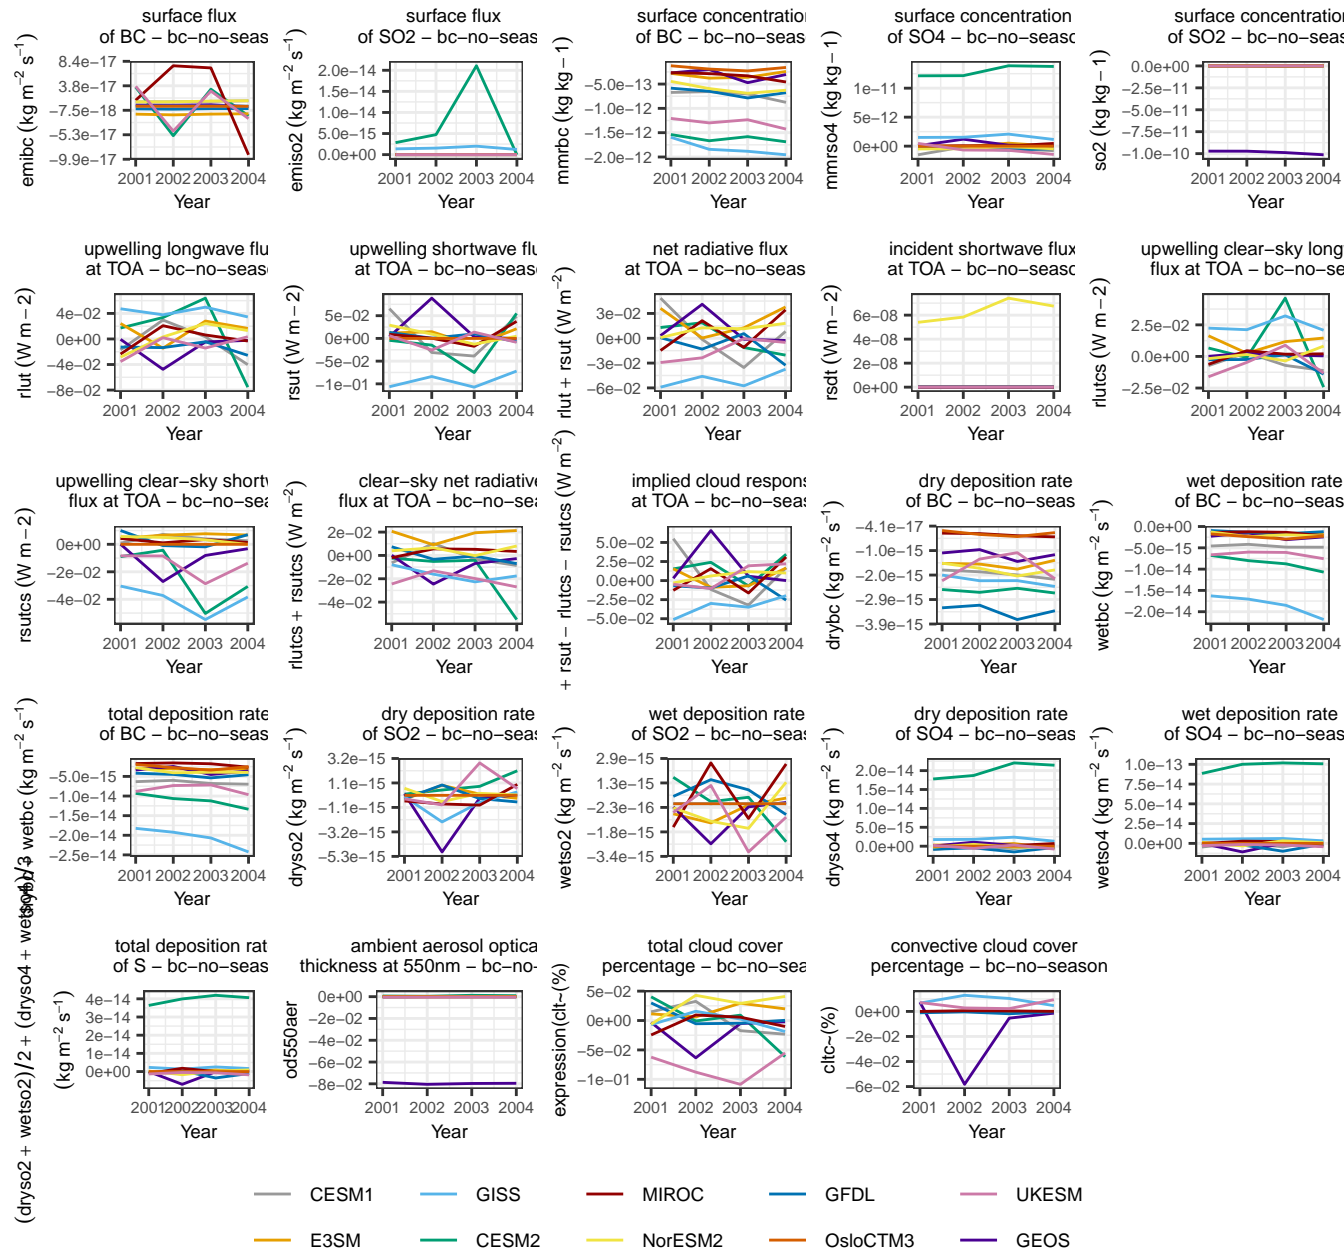 surface flux
of BC − bc−no−seas
emibc (kg m−2 s−1)
8.4e−17
3.8e−17
−7.5e−18
−5.3e−17
−9.9e−17
2001 2002 2003 2004
Year
surface flux
of SO2 − bc−no−seas
emiso2 (kg m−2 s−1)
2.0e−14
1.5e−14
1.0e−14
5.0e−15
0.0e+00
2001 2002 2003 2004
Year
surface concentration
of BC − bc−no−seas
mmrbc (kg kg−1)
−5.0e−13
−1.0e−12
−1.5e−12
−2.0e−12
2001 2002 2003 2004
Year
surface concentration
of SO4 − bc−no−seaso
mmrso4 (kg kg−1)
1e−11
5e−12
0e+00
2001 2002 2003 2004
Year
surface concentratio
of SO2 − bc−no−seas
so2 (kg kg−1)
0.0e+00
−2.5e−11
−5.0e−11
−7.5e−11
−1.0e−10
2001 2002 2003 2004
Year
upwelling longwave flu
at TOA − bc−no−seaso
rlut (W m−2)
4e−02
0e+00
−4e−02
−8e−02
2001 2002 2003 2004
Year
upwelling shortwave flu
at TOA − bc−no−seas
rsut (W m−2)
5e−02
0e+00
−5e−02
−1e−01
2001 2002 2003 2004
Year
net radiative flux
at TOA − bc−no−seas
rlut + rsut (W m−2)
3e−02
0e+00
−3e−02
−6e−02
2001 2002 2003 2004
Year
incident shortwave flux
at TOA − bc−no−seaso
rsdt (W m−2)
6e−08
4e−08
2e−08
0e+00
2001 2002 2003 2004
Year
upwelling clear−sky long
flux at TOA − bc−no−sea
rlutcs (W m−2)
2.5e−02
0.0e+00
−2.5e−02
2001 2002 2003 2004
Year
upwelling clear−sky short
flux at TOA − bc−no−sea
rsutcs (W m−2)
0e+00
−2e−02
−4e−02
2001 2002 2003 2004
Year
clear−sky net radiative
flux at TOA − bc−no−sea
rlutcs + rsutcs (W m−2)
2e−02
0e+00
−2e−02
−4e−02
2001 2002 2003 2004
Year
implied cloud respons
at TOA − bc−no−seas
+ rsut − rlutcs − rsutcs (W m−2)
5.0e−02
2.5e−02
0.0e+00
−2.5e−02
−5.0e−02
2001 2002 2003 2004
Year
dry deposition rate
of BC − bc−no−seas
drybc (kg m−2 s−1)
−4.1e−17
−1.0e−15
−2.0e−15
−2.9e−15
−3.9e−15
2001 2002 2003 2004
Year
wet deposition rate
of BC − bc−no−seas
wetbc (kg m−2 s−1)
0.0e+00
−5.0e−15
−1.0e−14
−1.5e−14
−2.0e−14
2001 2002 2003 2004
Year
total deposition rate
of BC − bc−no−seas
wetbc (kg m−2 s−1)
−5.0e−15
−1.0e−14
−1.5e−14
−2.0e−14
−2.5e−14
2001 2002 2003 2004
Year
dry deposition rate
of SO2 − bc−no−seas
dryso2 (kg m−2 s−1)
3.2e−15
1.1e−15
−1.1e−15
−3.2e−15
−5.3e−15
2001 2002 2003 2004
Year
wet deposition rate
of SO2 − bc−no−seas
wetso2 (kg m−2 s−1)
2.9e−15
1.3e−15
−2.3e−16
−1.8e−15
−3.4e−15
2001 2002 2003 2004
Year
dry deposition rate
of SO4 − bc−no−seas
dryso4 (kg m−2 s−1)
2.0e−14
1.5e−14
1.0e−14
5.0e−15
0.0e+00
2001 2002 2003 2004
Year
wet deposition rate
of SO4 − bc−no−seas
wetso4 (kg m−2 s−1)
1.0e−13
7.5e−14
5.0e−14
2.5e−14
0.0e+00
2001 2002 2003 2004
Year
total deposition rat
of S − bc−no−seas
(dryso2 + wetso2)/2 + (dryso4 + wetso4)/3
(kg m−2 s−1)
4e−14
3e−14
2e−14
1e−14
0e+00
2001 2002 2003 2004
Year
ambient aerosol optica
thickness at 550nm − bc−no−
od550aer
0e+00
−2e−02
−4e−02
−6e−02
−8e−02
2001 2002 2003 2004
Year
total cloud cover
percentage − bc−no−sea
expression(clt~(%)
5e−02
0e+00
−5e−02
−1e−01
2001 2002 2003 2004
Year
convective cloud cover
percentage − bc−no−season
cltc~(%)
0e+00
−2e−02
−4e−02
−6e−02
2001 2002 2003 2004
Year
CESM1 GISS MIROC GFDL UKESM
E3SM CESM2 NorESM2 OsloCTM3 GEOS